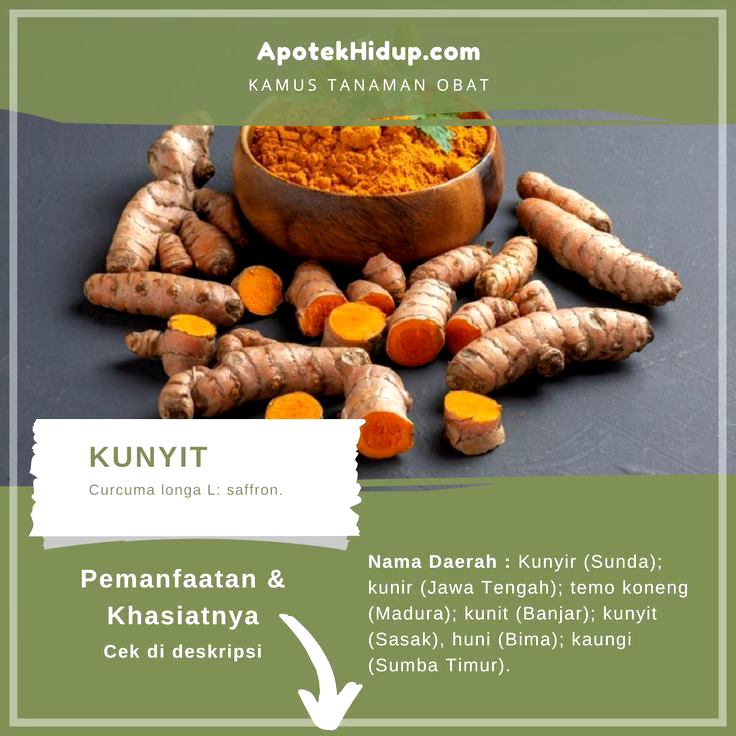 ApotekHidup.com
KAMUS TANAMAN OBAT
KUNYIT
Curcuma longa L: saffron.
Pemanfaatan &
Khasiatnya
Cek di deskripsi
Nama Daerah : Kunyir (Sunda);
kunir (Jawa Tengah); temo koneng
(Madura); kunit (Banjar); kunyit
(Sasak), huni (Bima); kaungi
(Sumba Timur).